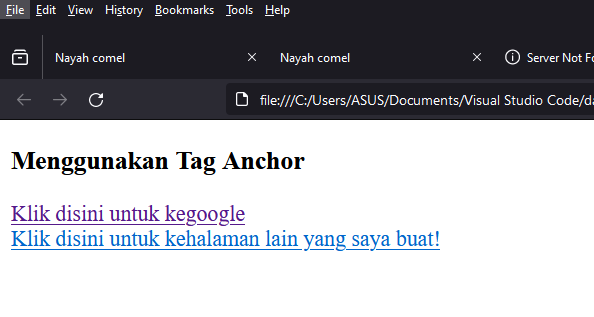 File Edit View History Bookmarks Tools Help
Nayah comel Nayah comel Server Not Fo
file:///C:/Users/ASUS/Documents/Visual Studio Code/da
Menggunakan Tag Anchor
Klik disini untuk kegoogle
Klik disini untuk kehalaman lain yang saya buat!